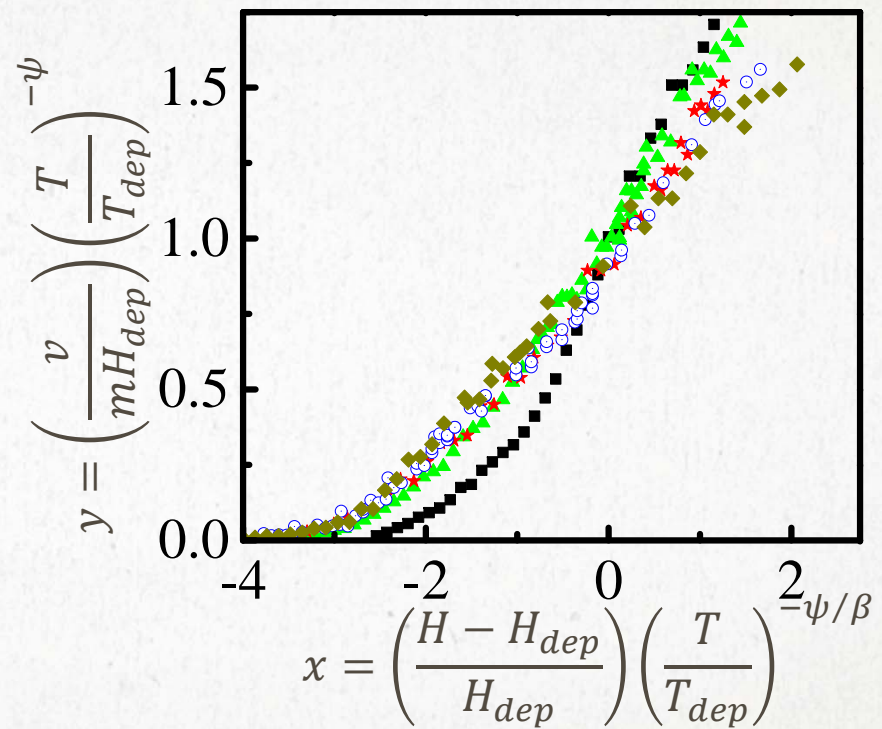 y = (v / mH_dep) (T / T_dep)^{-ψ}
1.5
1.0
0.5
0.0
-4 -2 0 2
x = ((H − H_dep) / H_dep) (T / T_dep)^{-ψ/β}